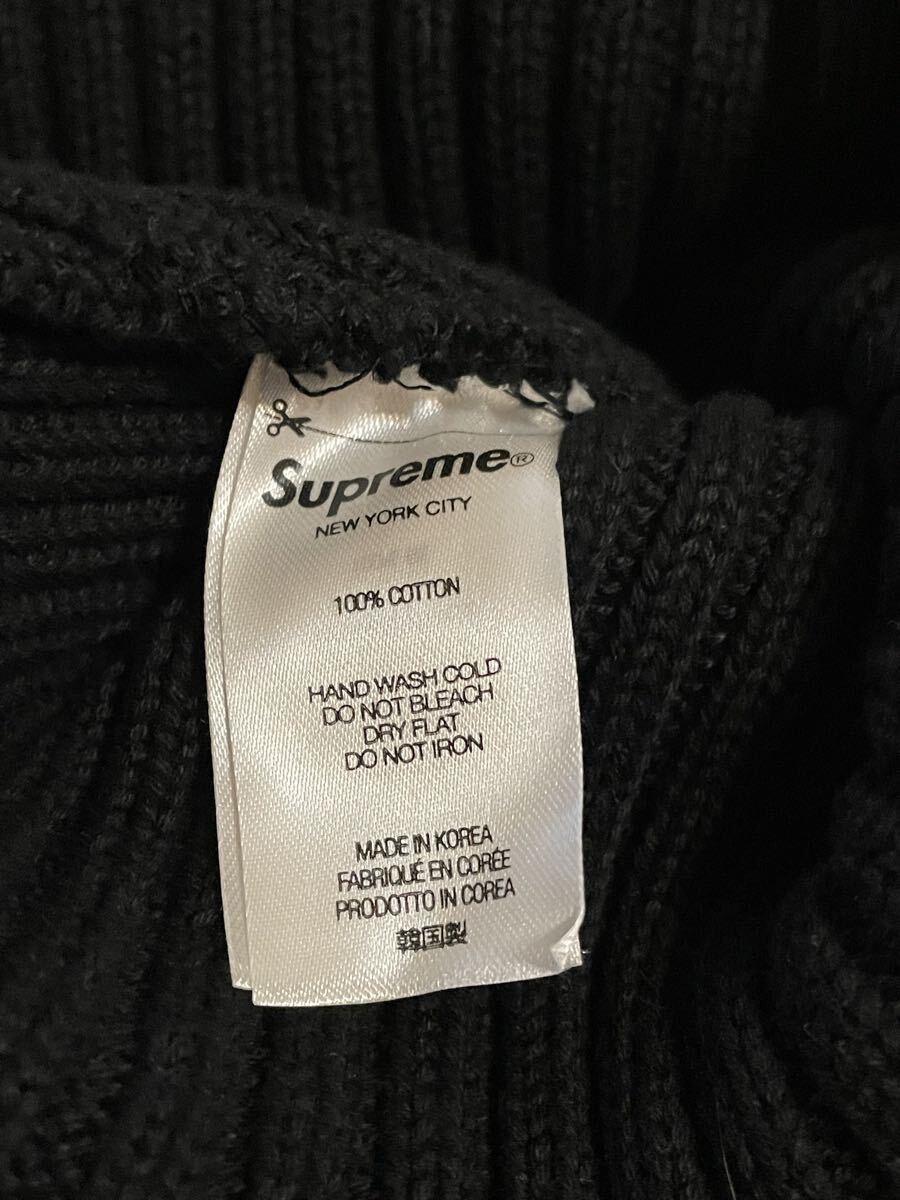 Supreme®
NEW YORK CITY
100% COTTON
HAND WASH COLD
DO NOT BLEACH
DRY FLAT
DO NOT IRON
MADE IN KOREA
FABRIQUÉ EN CORÉE
PRODOTTO IN COREA
韓国製